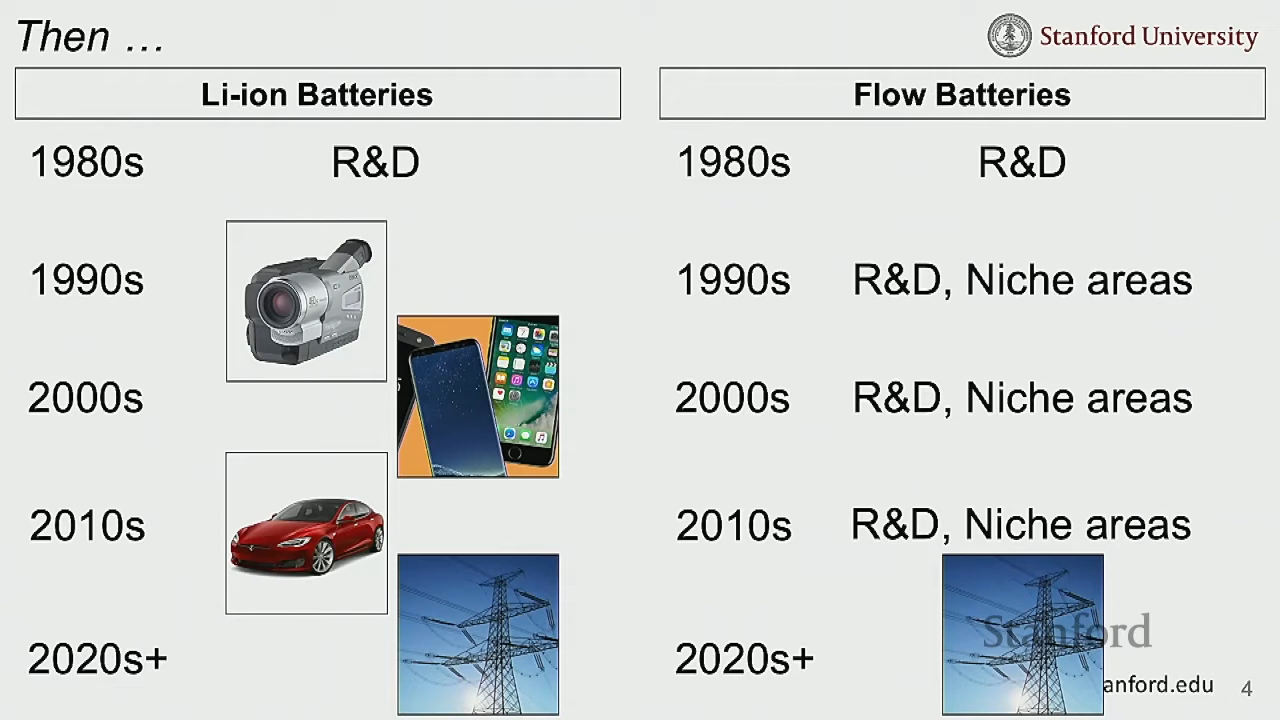 Then …
Stanford University
Li-ion Batteries
Flow Batteries
1980s R&D
1980s R&D
1990s
1990s R&D, Niche areas
2000s
2000s R&D, Niche areas
2010s
2010s R&D, Niche areas
2020s+
2020s+
Stanford
anford.edu
4